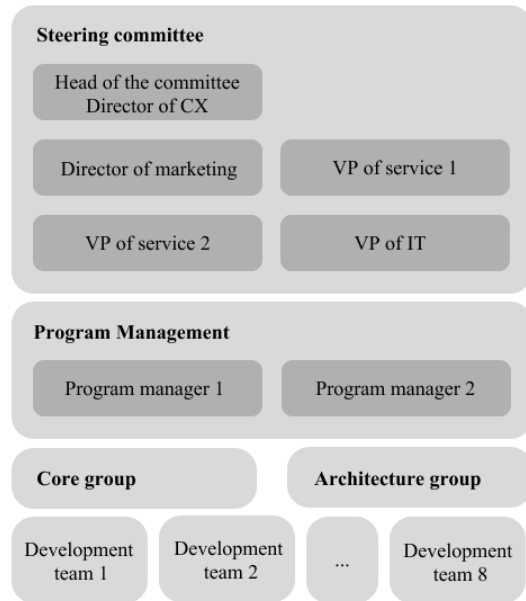 Steering committee
Head of the committee
Director of CX
Director of marketing
VP of service 1
VP of service 2
VP of IT
Program Management
Program manager 1
Program manager 2
Core group
Architecture group
Development
team 1
Development
team 2
...
Development
team 8